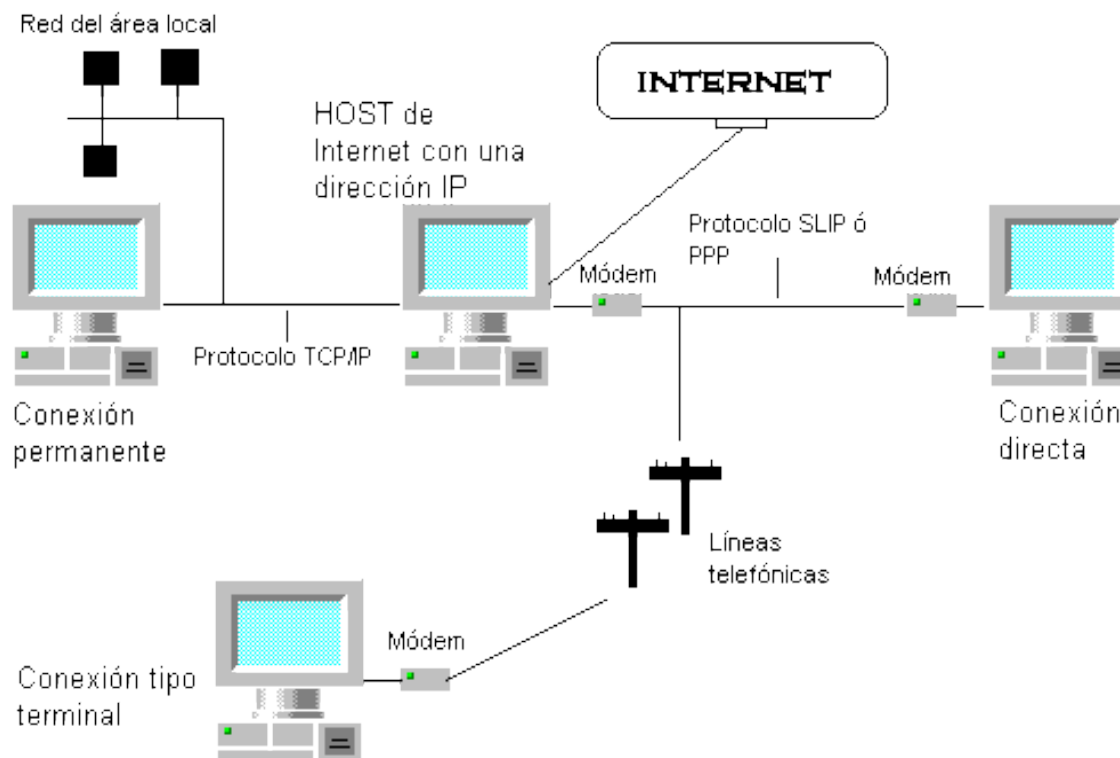 Red del área local
INTERNET
HOST de
Internet con una
dirección IP
Protocolo SLIP ó
PPP
Módem
Módem
Protocolo TCP/IP
Conexión
permanente
Conexión
directa
Líneas
telefónicas
Módem
Conexión tipo
terminal